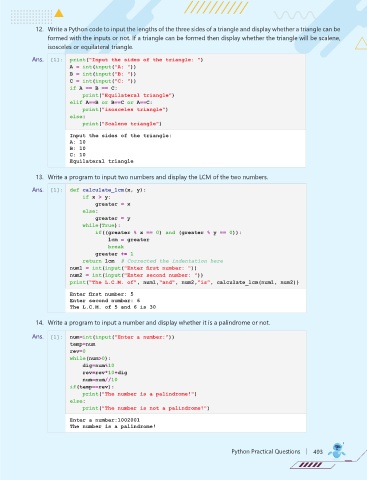 12. Write a Python code to input the lengths of the three sides of a triangle and display whether a triangle can be
formed with the inputs or not. If a triangle can be formed then display whether the triangle will be scalene,
isosceles or equilateral triangle.
Ans. [1]: print("Input the sides of the triangle: ")
A = int(input("A: "))
B = int(input("B: "))
C = int(input("C: "))
if A == B == C:
print("Equilateral triangle")
elif A==B or B==C or A==C:
print("isosceles triangle")
else:
print("Scalene triangle")
Input the sides of the triangle:
A: 10
B: 10
C: 10
Equilateral triangle
13. Write a program to input two numbers and display the LCM of the two numbers.
Ans. [1]: def calculate_lcm(x, y):
if x > y:
greater = x
else:
greater = y
while(True):
if((greater % x == 0) and (greater % y == 0)):
lcm = greater
break
greater += 1
return lcm # Corrected the indentation here
num1 = int(input("Enter first number: "))
num2 = int(input("Enter second number: "))
print("The L.C.M. of", num1,"and", num2,"is", calculate_lcm(num1, num2))
Enter first number: 5
Enter second number: 6
The L.C.M. of 5 and 6 is 30
14. Write a program to input a number and display whether it is a palindrome or not.
Ans. [1]: num=int(input("Enter a number:"))
temp=num
rev=0
while(num>0):
dig=num%10
rev=rev*10+dig
num=num//10
if(temp==rev):
print("The number is a palindrome!")
else:
print("The number is not a palindrome!")
Enter a number:1002001
The number is a palindrome!
Python Practical Questions | 493